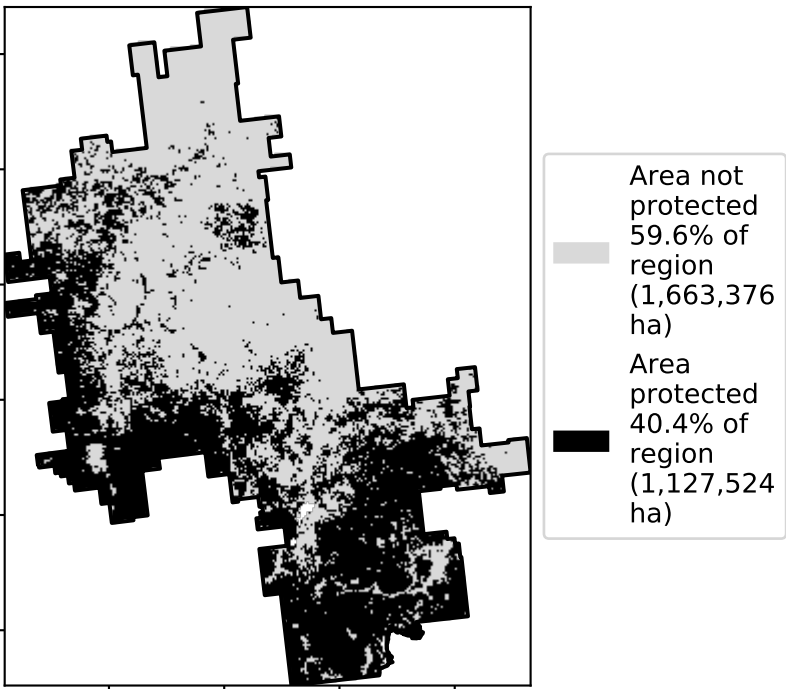 Area not
protected
59.6% of
region
(1,663,376
ha)
Area
protected
40.4% of
region
(1,127,524
ha)